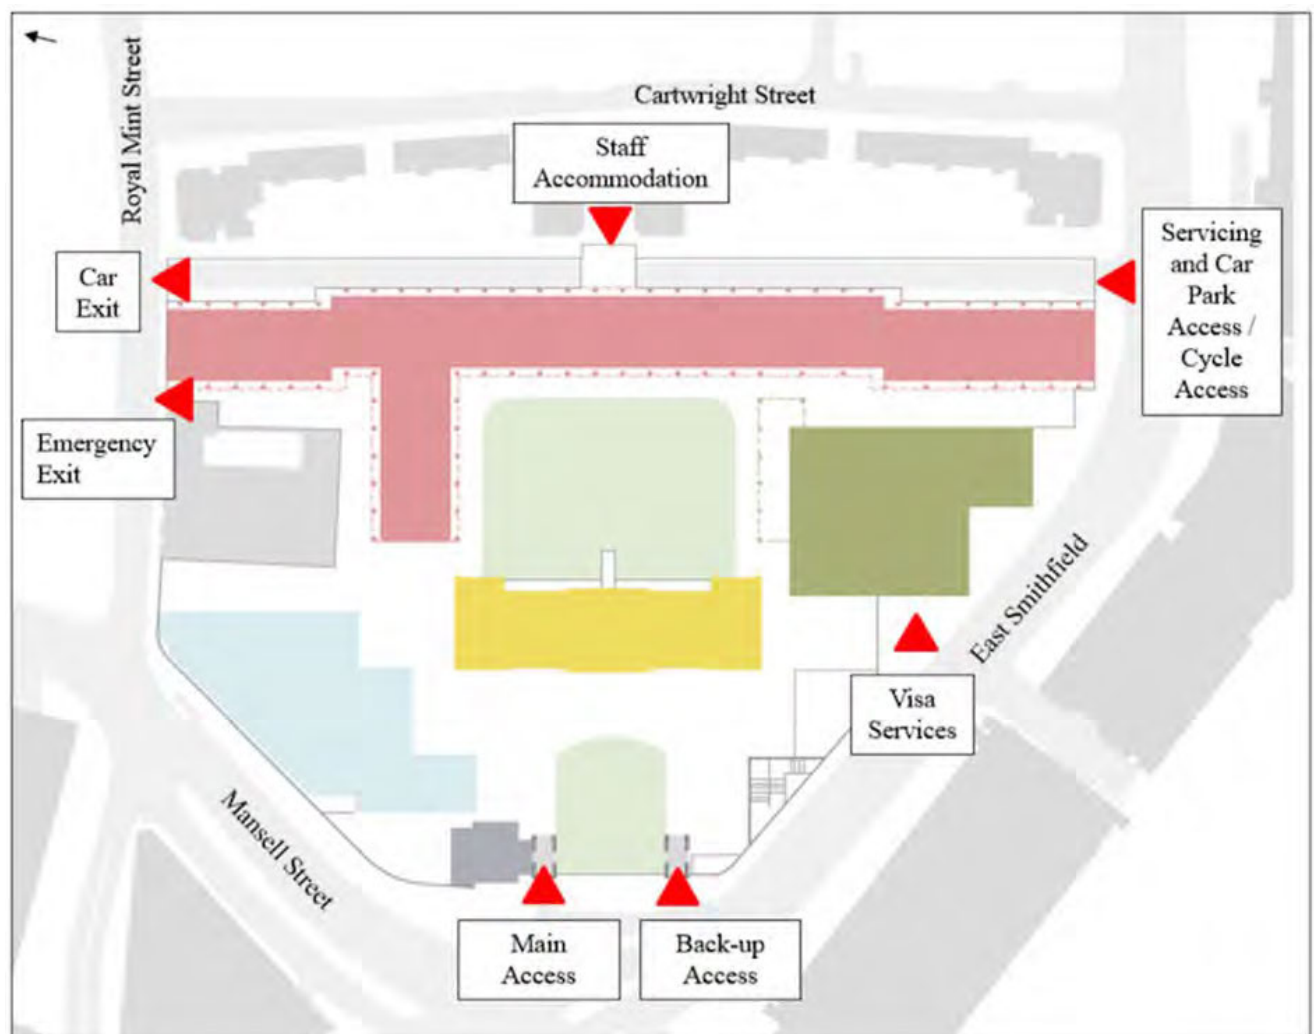 Royal Mint Street
Cartwright Street
Staff
Accommodation
Car
Exit
Servicing
and Car
Park
Access /
Cycle
Access
Emergency
Exit
East Smithfield
Visa
Services
Mansell Street
Main
Access
Back-up
Access